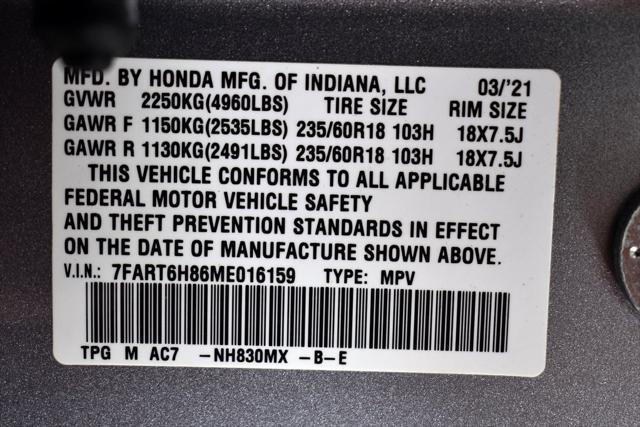 MFD. BY HONDA MFG. OF INDIANA, LLC 03/'21
GVWR 2250KG(4960LBS) TIRE SIZE RIM SIZE
GAWR F 1150KG(2535LBS) 235/60R18 103H 18X7.5J
GAWR R 1130KG(2491LBS) 235/60R18 103H 18X7.5J
THIS VEHICLE CONFORMS TO ALL APPLICABLE
FEDERAL MOTOR VEHICLE SAFETY
AND THEFT PREVENTION STANDARDS IN EFFECT
ON THE DATE OF MANUFACTURE SHOWN ABOVE.
V.I.N.: 7FART6H86ME016159 TYPE: MPV
TPG M AC7 -NH830MX -B-E